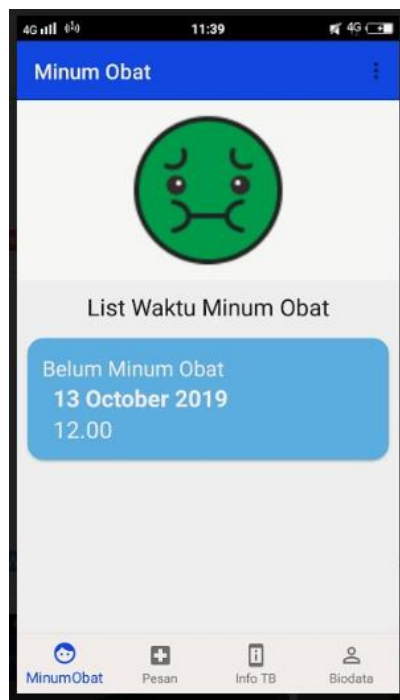 4G 11:39 4G
Minum Obat
List Waktu Minum Obat
Belum Minum Obat
13 October 2019
12.00
MinumObat Pesan Info TB Biodata